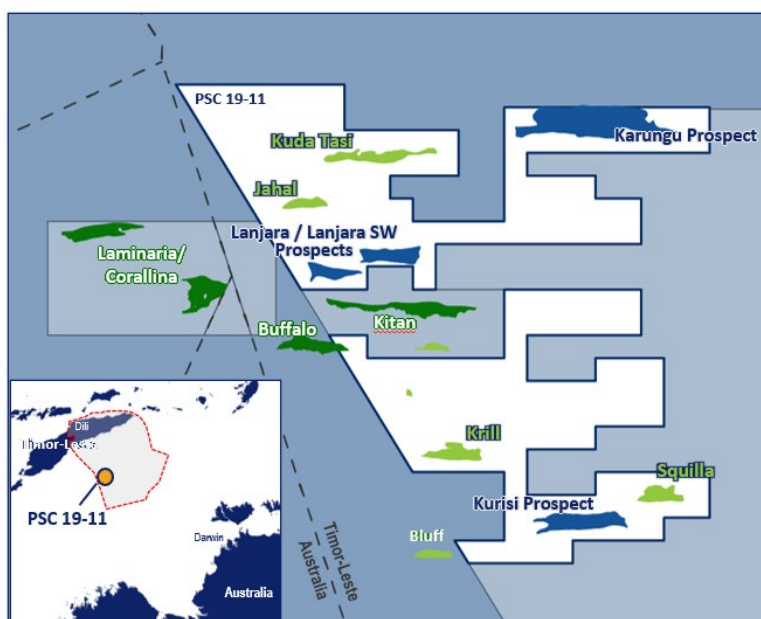 PSC 19-11
Kuda Tasi
Karungu Prospect
Jahal
Lanjara / Lanjara SW
Prospects
Laminaria/
Corallina
Buffalo
Kitan
Krill
Squilla
Kurisi Prospect
Bluff
Timor-Leste
Australia
Dili
Timor-Leste
PSC 19-11
Darwin
Australia